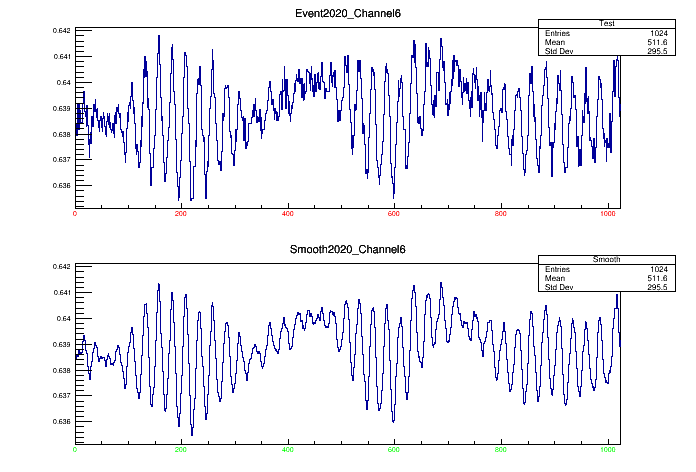 Event2020_Channel6
Test
Entries 1024
Mean 511.6
Std Dev 295.5
0.642
0.641
0.64
0.639
0.638
0.637
0.636
0 200 400 600 800 1000
Smooth2020_Channel6
Smooth
Entries 1024
Mean 511.6
Std Dev 295.5
0.642
0.641
0.64
0.639
0.638
0.637
0.636
0 200 400 600 800 1000